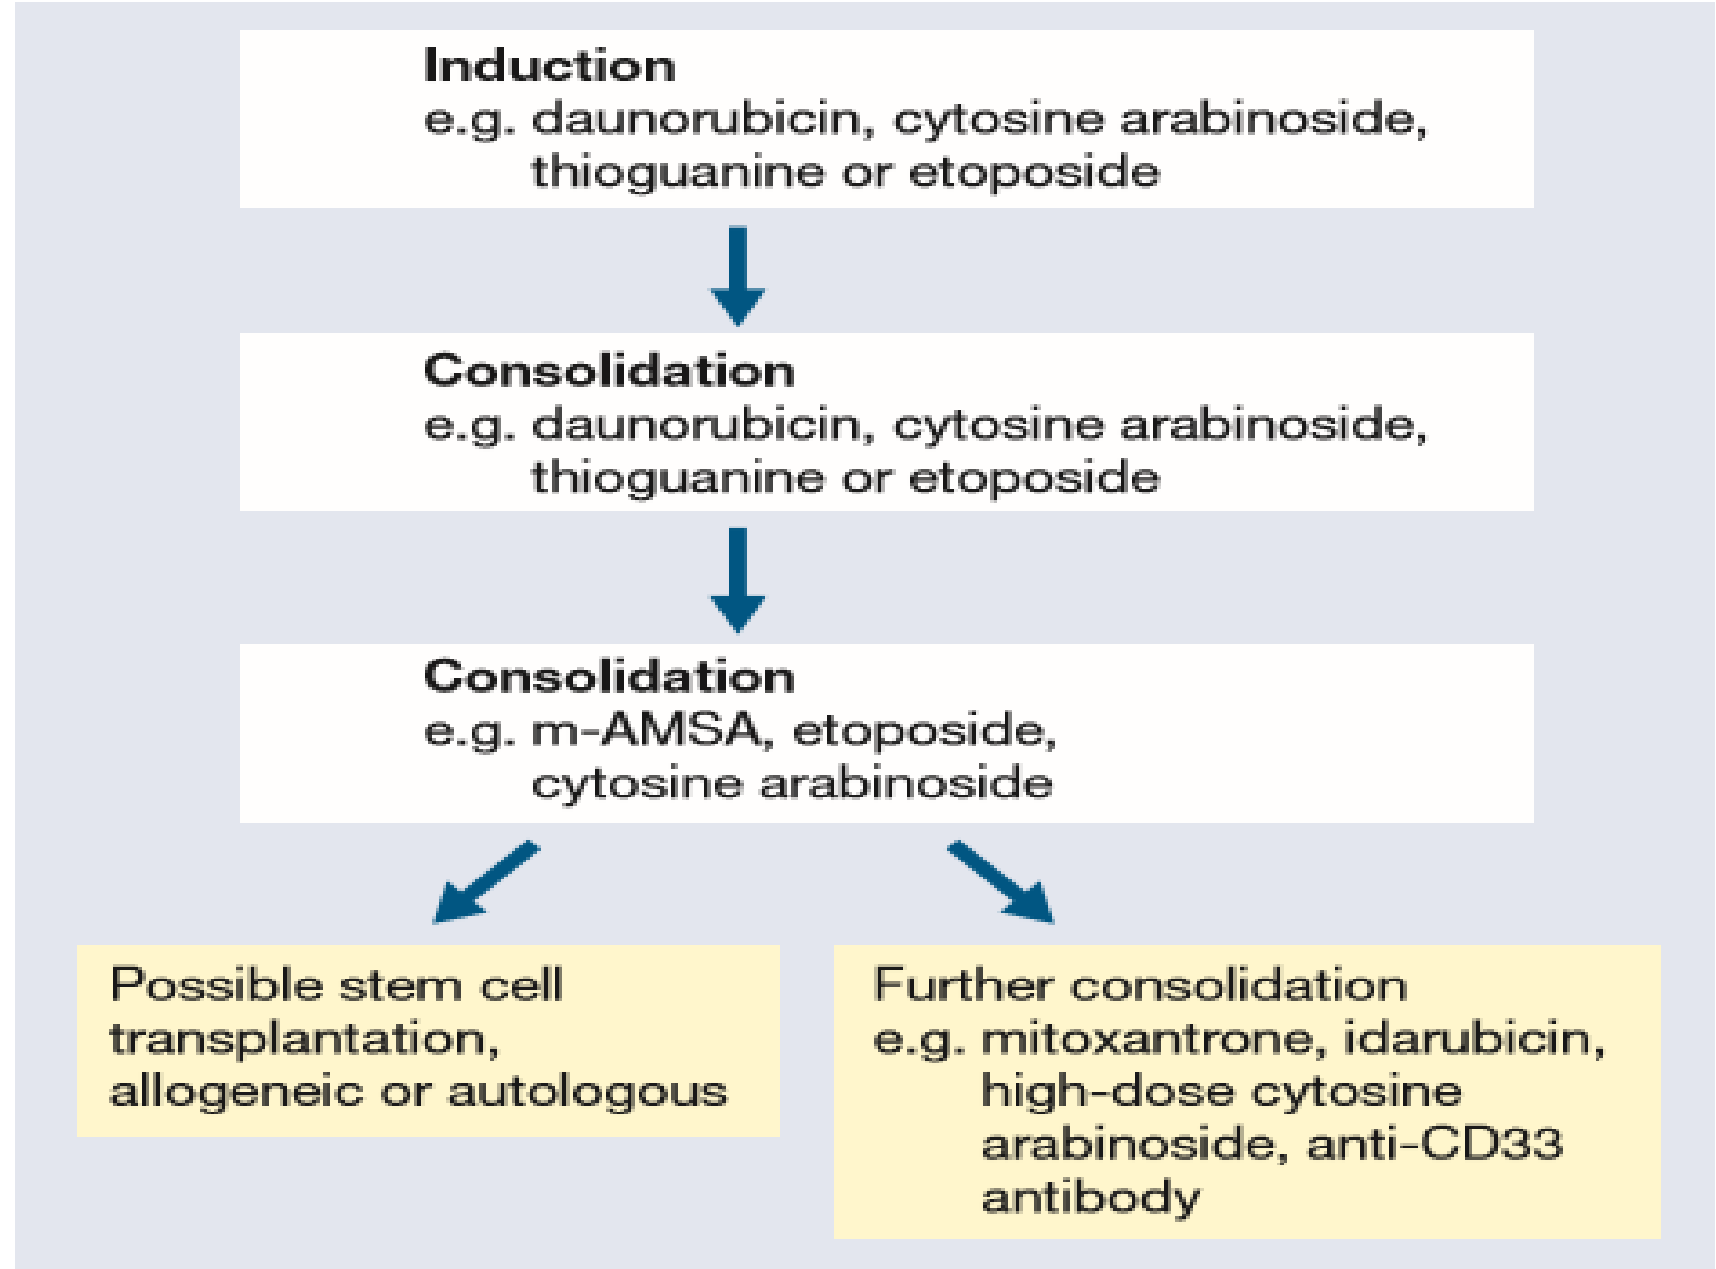 Induction
e.g. daunorubicin, cytosine arabinoside,
thioguanine or etoposide
Consolidation
e.g. daunorubicin, cytosine arabinoside,
thioguanine or etoposide
Consolidation
e.g. m-AMSA, etoposide,
cytosine arabinoside
Possible stem cell
transplantation,
allogeneic or autologous
Further consolidation
e.g. mitoxantrone, idarubicin,
high-dose cytosine
arabinoside, anti-CD33
antibody